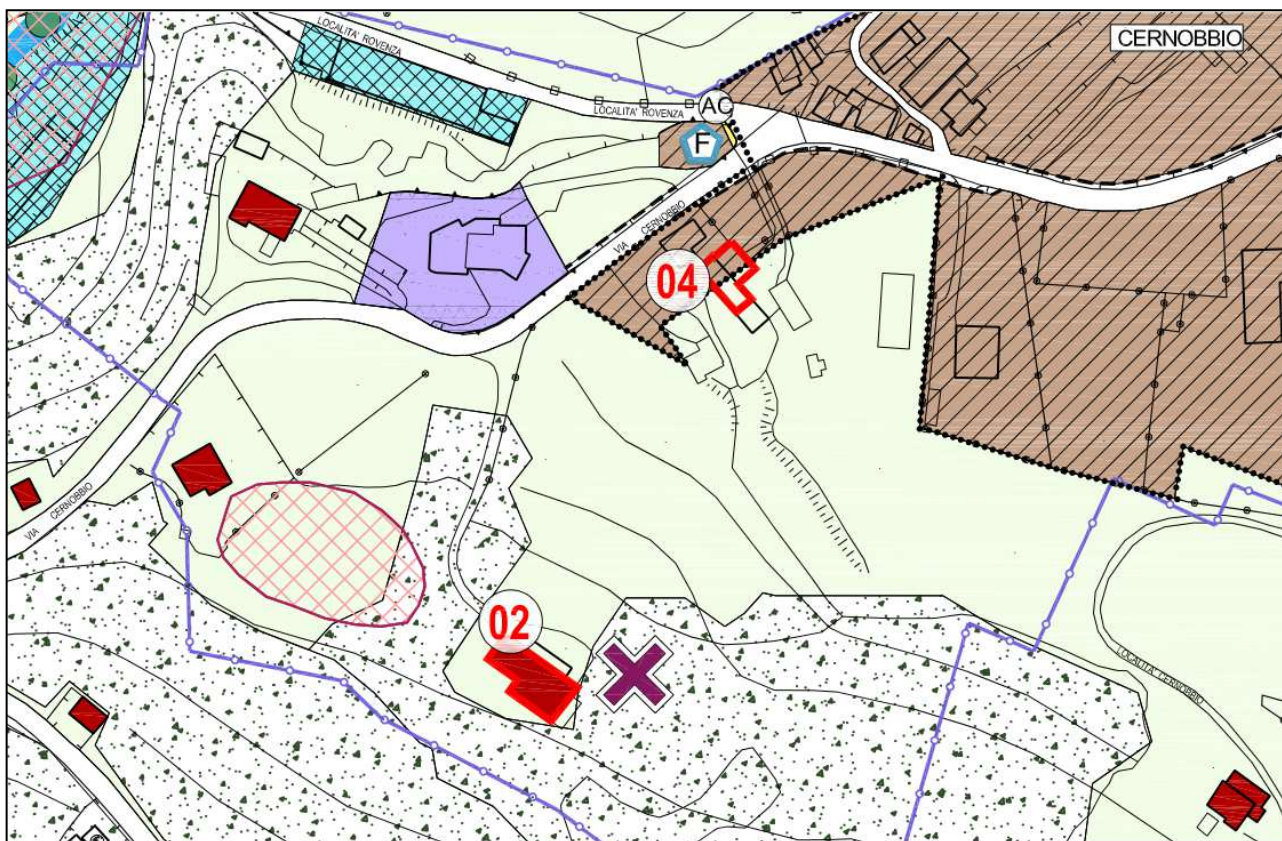 LOCALITA' ROVENZA
CERNOBBIO
LOCALITA' ROVENZA
AC
F
VIA CERNOBBIO
04
VIA CERNOBBIO
02
LOCALITA' CERNOBBIO